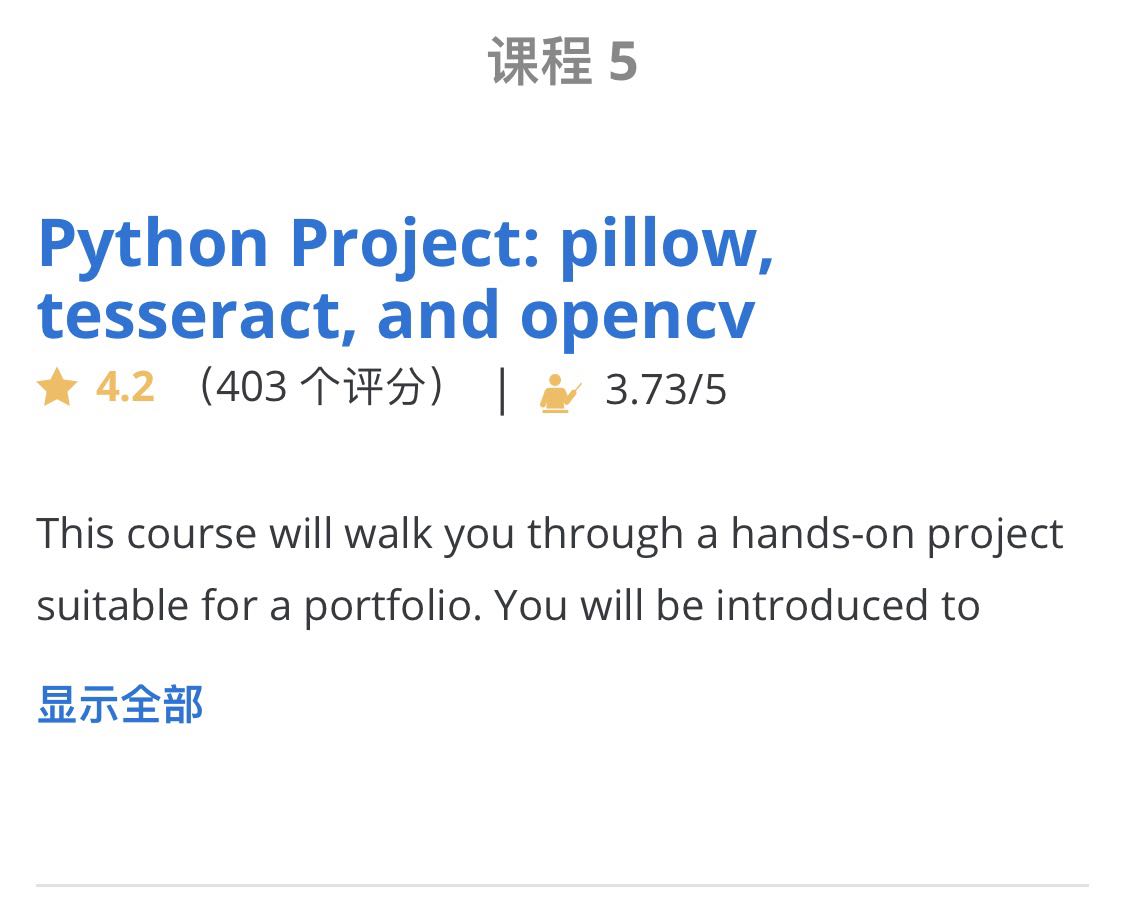 课程 5
Python Project: pillow,
tesseract, and opencv
4.2 （403 个评分） | 3.73/5
This course will walk you through a hands-on project
suitable for a portfolio. You will be introduced to
显示全部